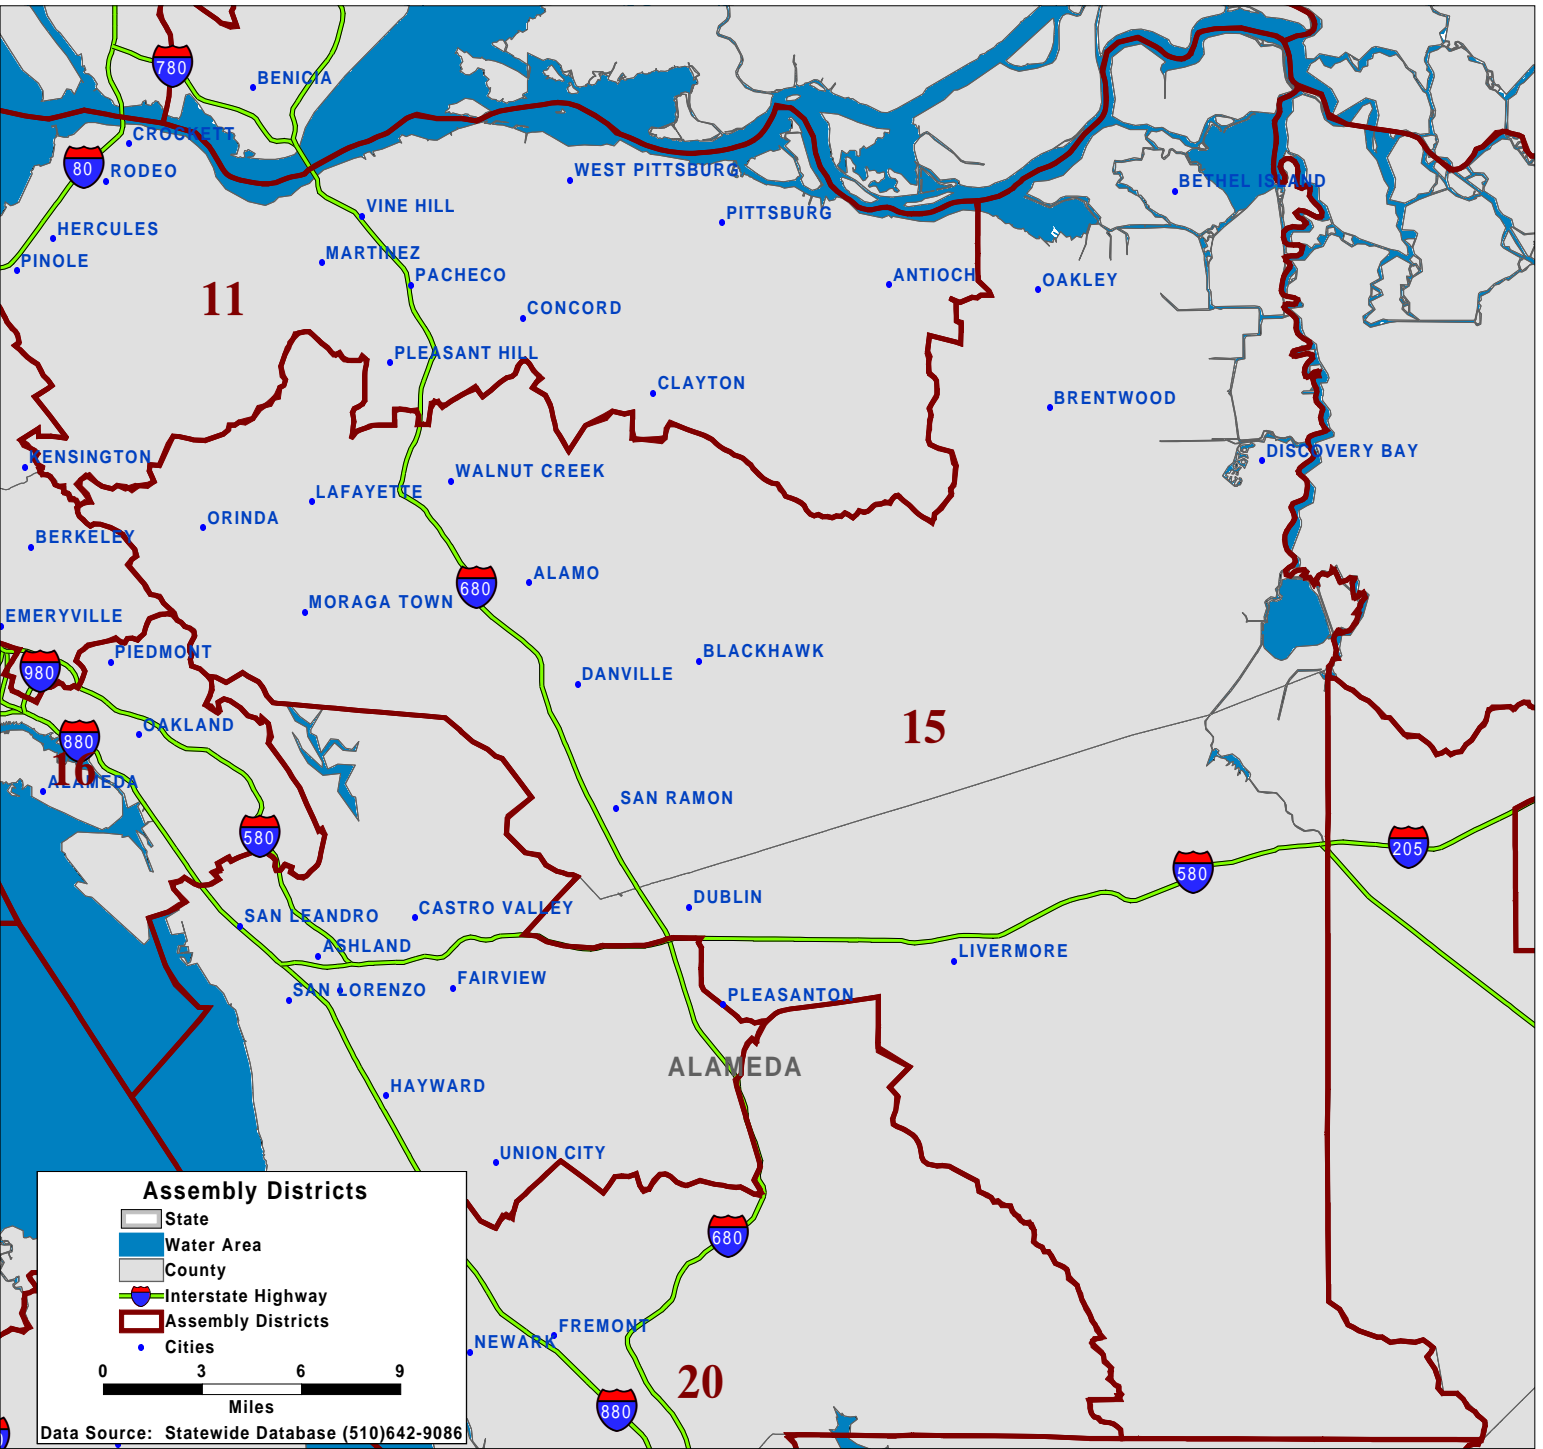 780
BENICIA
CROCKETT
80
RODEO
WEST PITTSBURG
BETHEL ISLAND
VINE HILL
PITTSBURG
HERCULES
MARTINEZ
PINOLE
PACHECO
ANTIOCH
OAKLEY
11
CONCORD
PLEASANT HILL
CLAYTON
BRENTWOOD
KENSINGTON
WALNUT CREEK
DISCOVERY BAY
LAFAYETTE
ORINDA
BERKELEY
680
ALAMO
MORAGA TOWN
EMERYVILLE
PIEDMONT
BLACKHAWK
980
DANVILLE
OAKLAND
15
880
16
ALAMEDA
SAN RAMON
580
205
580
DUBLIN
CASTRO VALLEY
SAN LEANDRO
ASHLAND
LIVERMORE
FAIRVIEW
SAN LORENZO
PLEASANTON
ALAMEDA
HAYWARD
UNION CITY
680
FREMONT
NEWARK
20
880
Assembly Districts
State
Water Area
County
Interstate Highway
Assembly Districts
Cities
0 3 6 9
Miles
Data Source: Statewide Database (510)642-9086